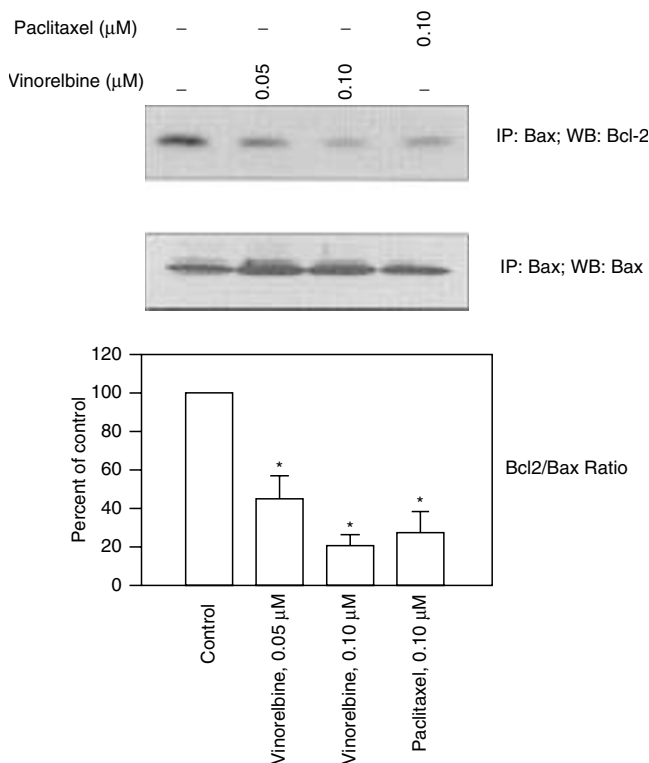 Paclitaxel (μM) – – – 0.10
Vinorelbine (μM) – 0.05 0.10 –
IP: Bax; WB: Bcl-2
IP: Bax; WB: Bax
Percent of control
120
100
80
60
40
20
0
* * *
Bcl2/Bax Ratio
Control
Vinorelbine, 0.05 μM
Vinorelbine, 0.10 μM
Paclitaxel, 0.10 μM